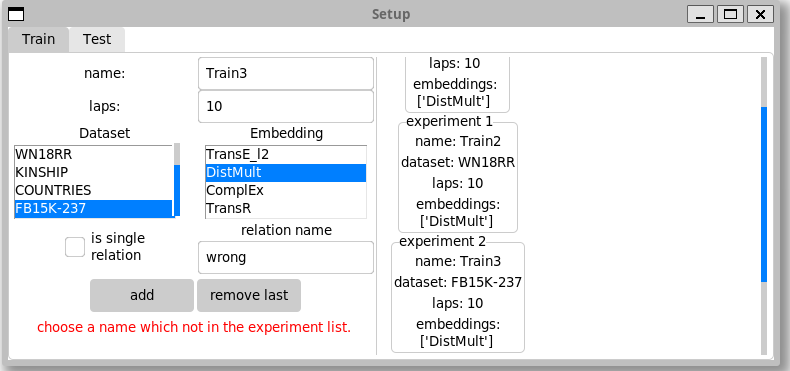 Setup
Train
Test
name:
Train3
laps:
10
Dataset
Embedding
WN18RR
KINSHIP
COUNTRIES
FB15K-237
TransE_l2
DistMult
ComplEx
TransR
is single
relation
relation name
wrong
add
remove last
choose a name which not in the experiment list.
laps: 10
embeddings:
['DistMult']
experiment 1
name: Train2
dataset: WN18RR
laps: 10
embeddings:
['DistMult']
experiment 2
name: Train3
dataset: FB15K-237
laps: 10
embeddings:
['DistMult']